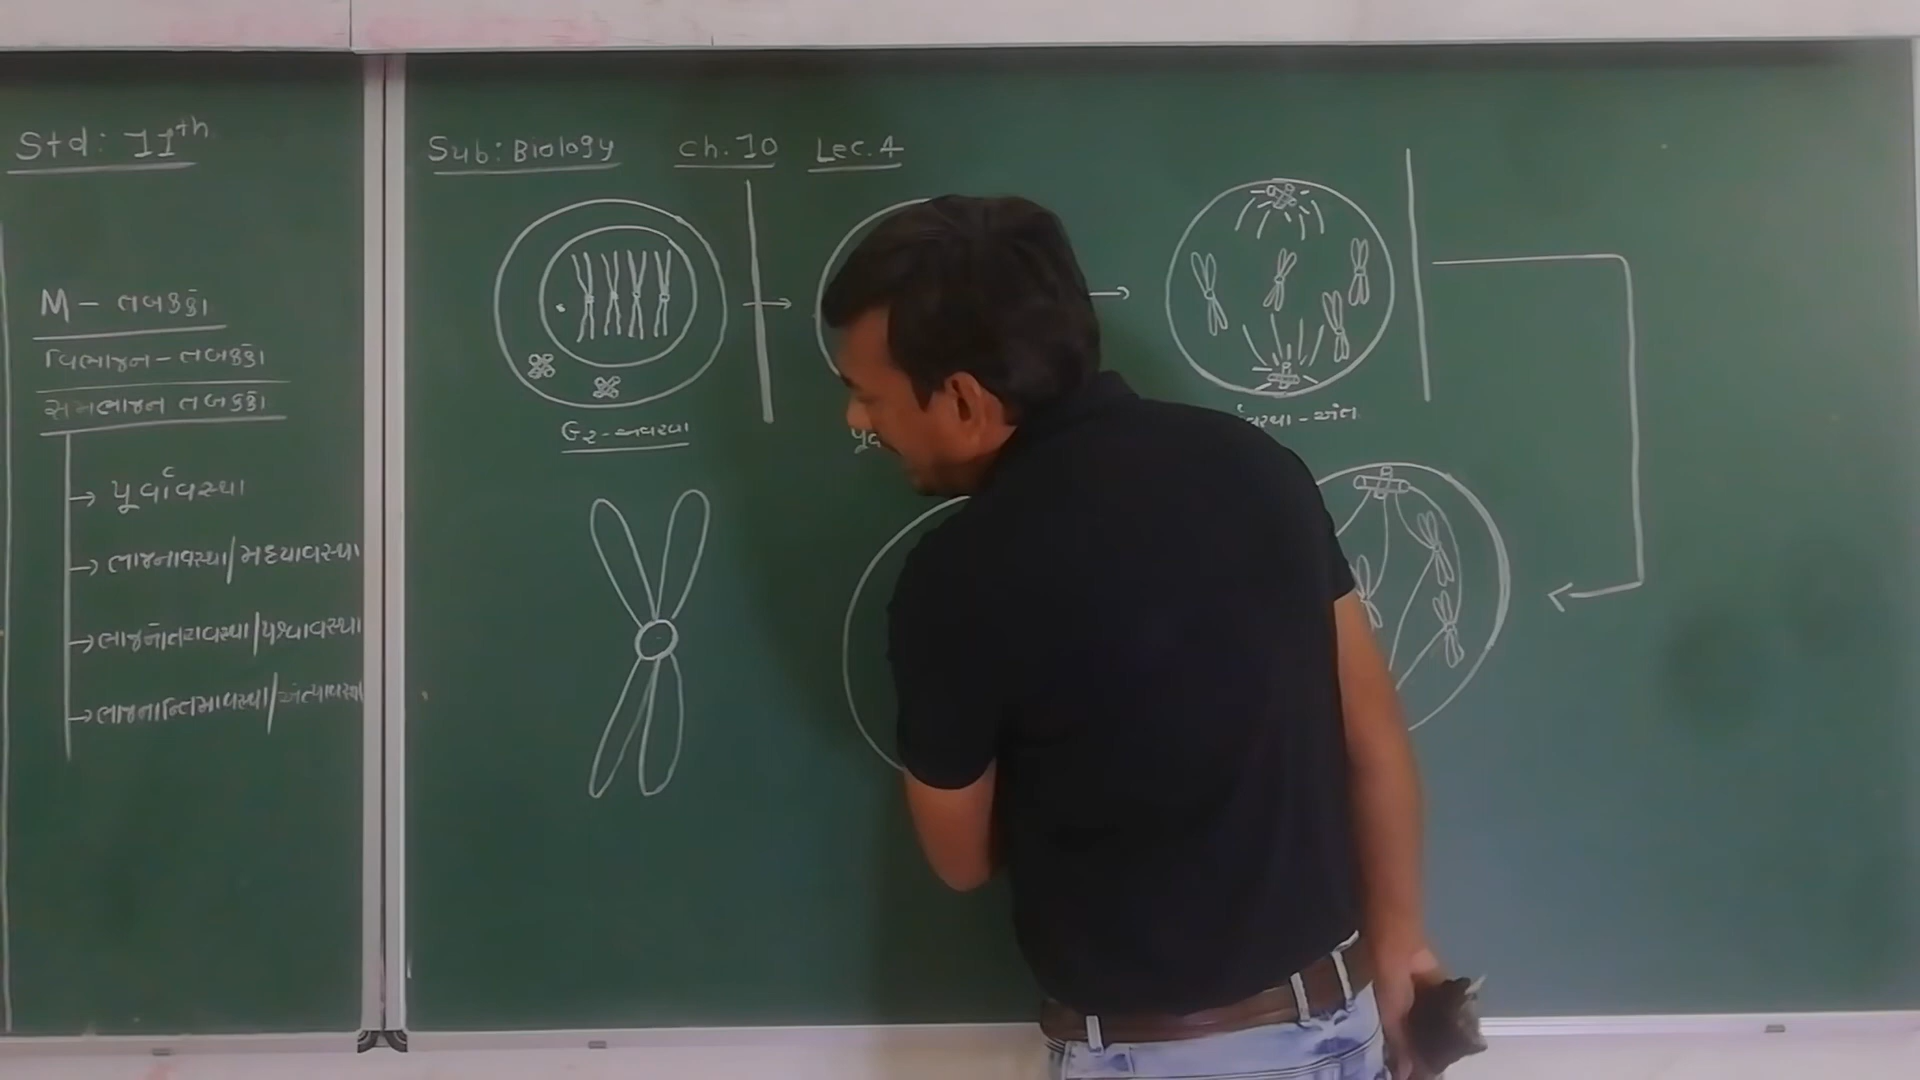 Std: 11th
Sub: Biology Ch. 10 Lec. 4
M - તબક્કો
વિભાજન - તબક્કો
સમભાજન તબક્કો
→ પૂર્વાવસ્થા
→ ભાજનાવસ્થા/મધ્યાવસ્થા
→ ભાજનોતરાવસ્થા/પશ્ચાવસ્થા
→ ભાજનાન્તિમાવસ્થા/અંત્યાવસ્થા
G2 - અવસ્થા